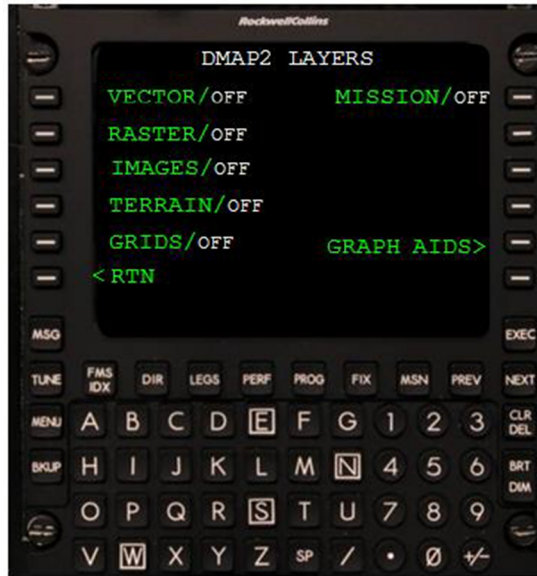 RockwellCollins
DMAP2 LAYERS
VECTOR/OFF MISSION/OFF
RASTER/OFF
IMAGES/OFF
TERRAIN/OFF
GRIDS/OFF GRAPH AIDS>
<RTN
MSG EXEC
TUNE FMS IDX DIR LEGS PERF PROG FIX MSN PREV NEXT
MENU A B C D E F G 1 2 3 CLR DEL
BKUP H I J K L M N 4 5 6 BRT DIM
O P Q R S T U 7 8 9
V W X Y Z SP / • Ø +/-